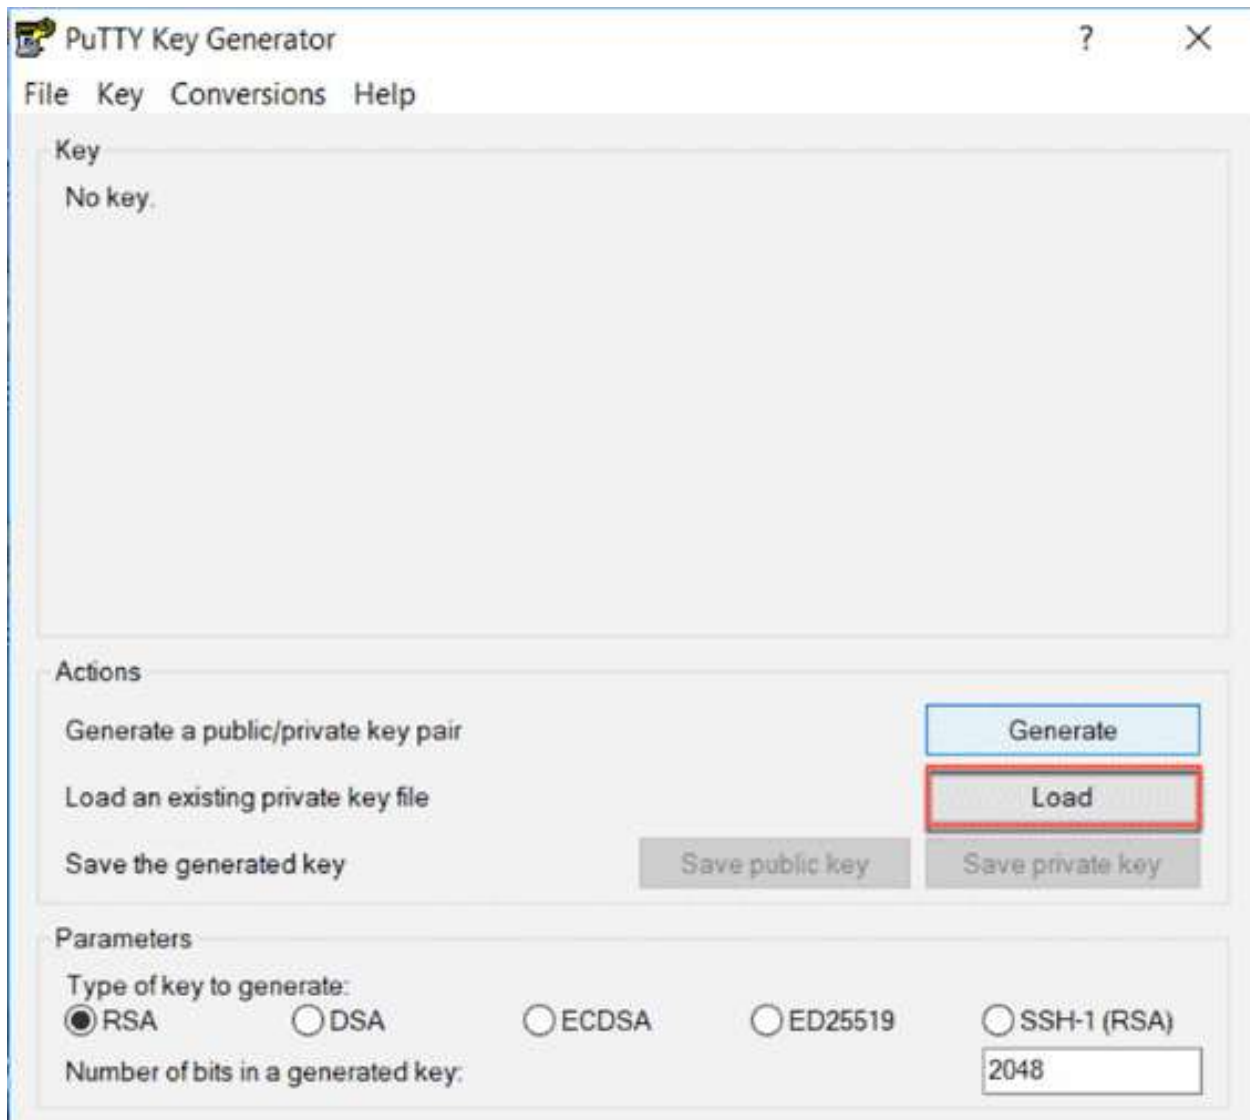 PuTTY Key Generator ?
File Key Conversions Help
Key
No key.
Actions
Generate a public/private key pair Generate
Load an existing private key file Load
Save the generated key Save public key Save private key
Parameters
Type of key to generate:
RSA DSA ECDSA ED25519 SSH-1 (RSA)
Number of bits in a generated key: 2048